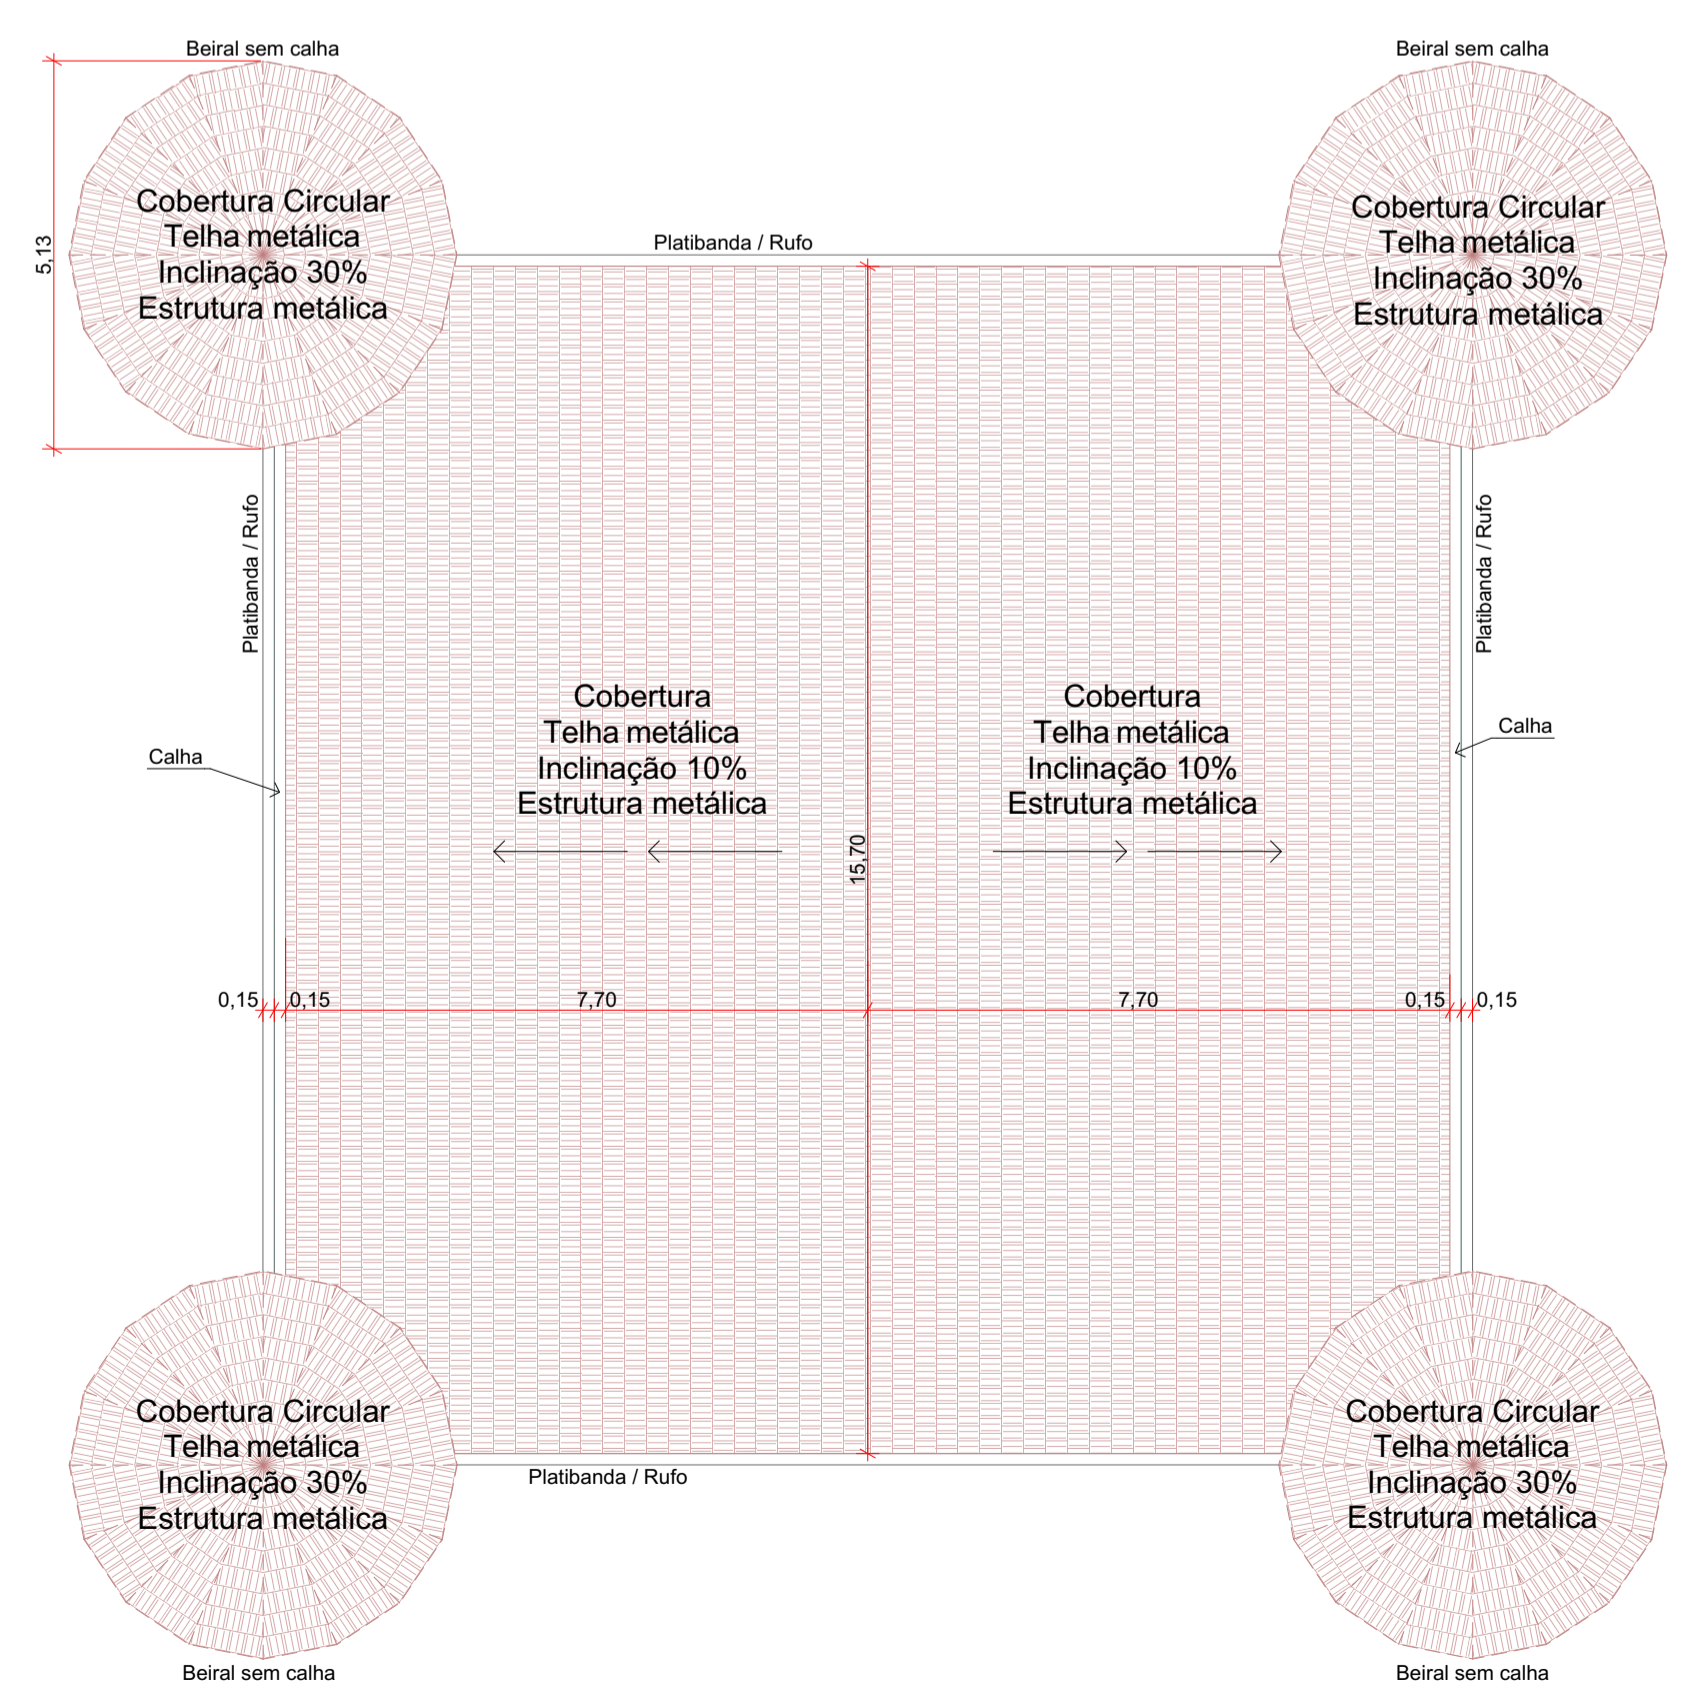 Beiral sem calha
Beiral sem calha
Cobertura Circular
Telha metálica
Inclinação 30%
Estrutura metálica
Cobertura Circular
Telha metálica
Inclinação 30%
Estrutura metálica
5,13
Platibanda / Rufo
Platibanda / Rufo
Platibanda / Rufo
Cobertura
Telha metálica
Inclinação 10%
Estrutura metálica
Cobertura
Telha metálica
Inclinação 10%
Estrutura metálica
Calha
Calha
15,70
0,15
0,15
7,70
7,70
0,15
0,15
Cobertura Circular
Telha metálica
Inclinação 30%
Estrutura metálica
Cobertura Circular
Telha metálica
Inclinação 30%
Estrutura metálica
Platibanda / Rufo
Beiral sem calha
Beiral sem calha